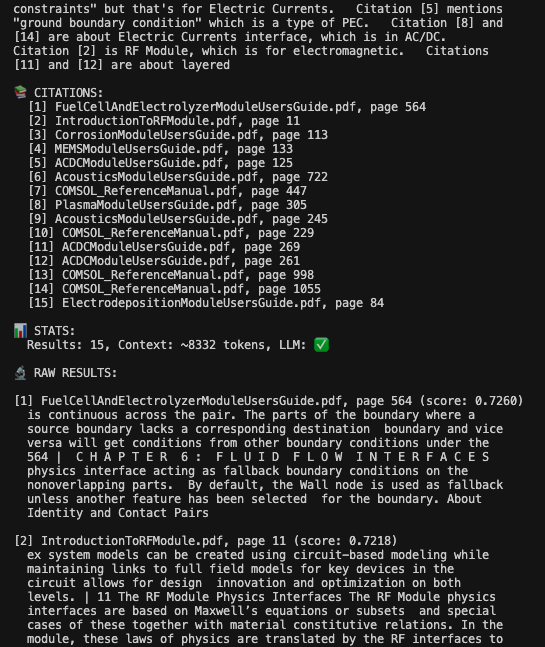 constraints" but that's for Electric Currents. Citation [5] mentions
"ground boundary condition" which is a type of PEC. Citation [8] and
[14] are about Electric Currents interface, which is in AC/DC.
Citation [2] is RF Module, which is for electromagnetic. Citations
[11] and [12] are about layered
📚 CITATIONS:
[1] FuelCellAndElectrolyzerModuleUsersGuide.pdf, page 564
[2] IntroductionToRFModule.pdf, page 11
[3] CorrosionModuleUsersGuide.pdf, page 113
[4] MEMSModuleUsersGuide.pdf, page 133
[5] ACDCModuleUsersGuide.pdf, page 125
[6] AcousticsModuleUsersGuide.pdf, page 722
[7] COMSOL_ReferenceManual.pdf, page 447
[8] PlasmaModuleUsersGuide.pdf, page 305
[9] AcousticsModuleUsersGuide.pdf, page 245
[10] COMSOL_ReferenceManual.pdf, page 229
[11] ACDCModuleUsersGuide.pdf, page 269
[12] ACDCModuleUsersGuide.pdf, page 261
[13] COMSOL_ReferenceManual.pdf, page 998
[14] COMSOL_ReferenceManual.pdf, page 1055
[15] ElectrodepositionModuleUsersGuide.pdf, page 84
📊 STATS:
Results: 15, Context: ~8332 tokens, LLM: ✅
🔬 RAW RESULTS:
[1] FuelCellAndElectrolyzerModuleUsersGuide.pdf, page 564 (score: 0.7260)
is continuous across the pair. The parts of the boundary where a
source boundary lacks a corresponding destination boundary and vice
versa will get conditions from other boundary conditions under the
564 | C H A P T E R 6 : F L U I D F L O W I N T E R F A C E S
physics interface acting as fallback boundary conditions on the
nonoverlapping parts. By default, the Wall node is used as fallback
unless another feature has been selected for the boundary. About
Identity and Contact Pairs
[2] IntroductionToRFModule.pdf, page 11 (score: 0.7218)
ex system models can be created using circuit-based modeling while
maintaining links to full field models for key devices in the
circuit allows for design innovation and optimization on both
levels. | 11 The RF Module Physics Interfaces The RF Module physics
interfaces are based on Maxwell's equations or subsets and special
cases of these together with material constitutive relations. In the
module, these laws of physics are translated by the RF interfaces to